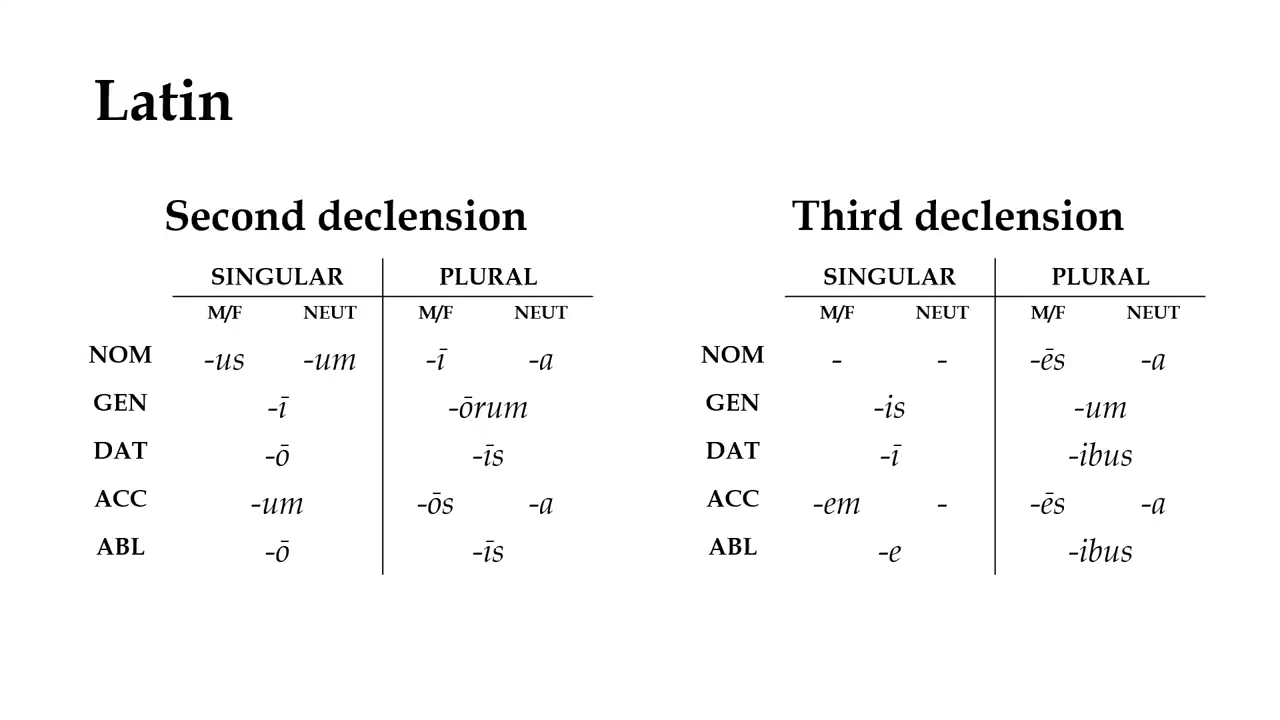 Latin
Second declension Third declension
SINGULAR PLURAL SINGULAR PLURAL
M/F NEUT M/F NEUT M/F NEUT M/F NEUT
NOM -us -um -ī -a NOM - - -ēs -a
GEN -ī -ōrum GEN -is -um
DAT -ō -īs DAT -ī -ibus
ACC -um -ōs -a ACC -em - -ēs -a
ABL -ō -īs ABL -e -ibus